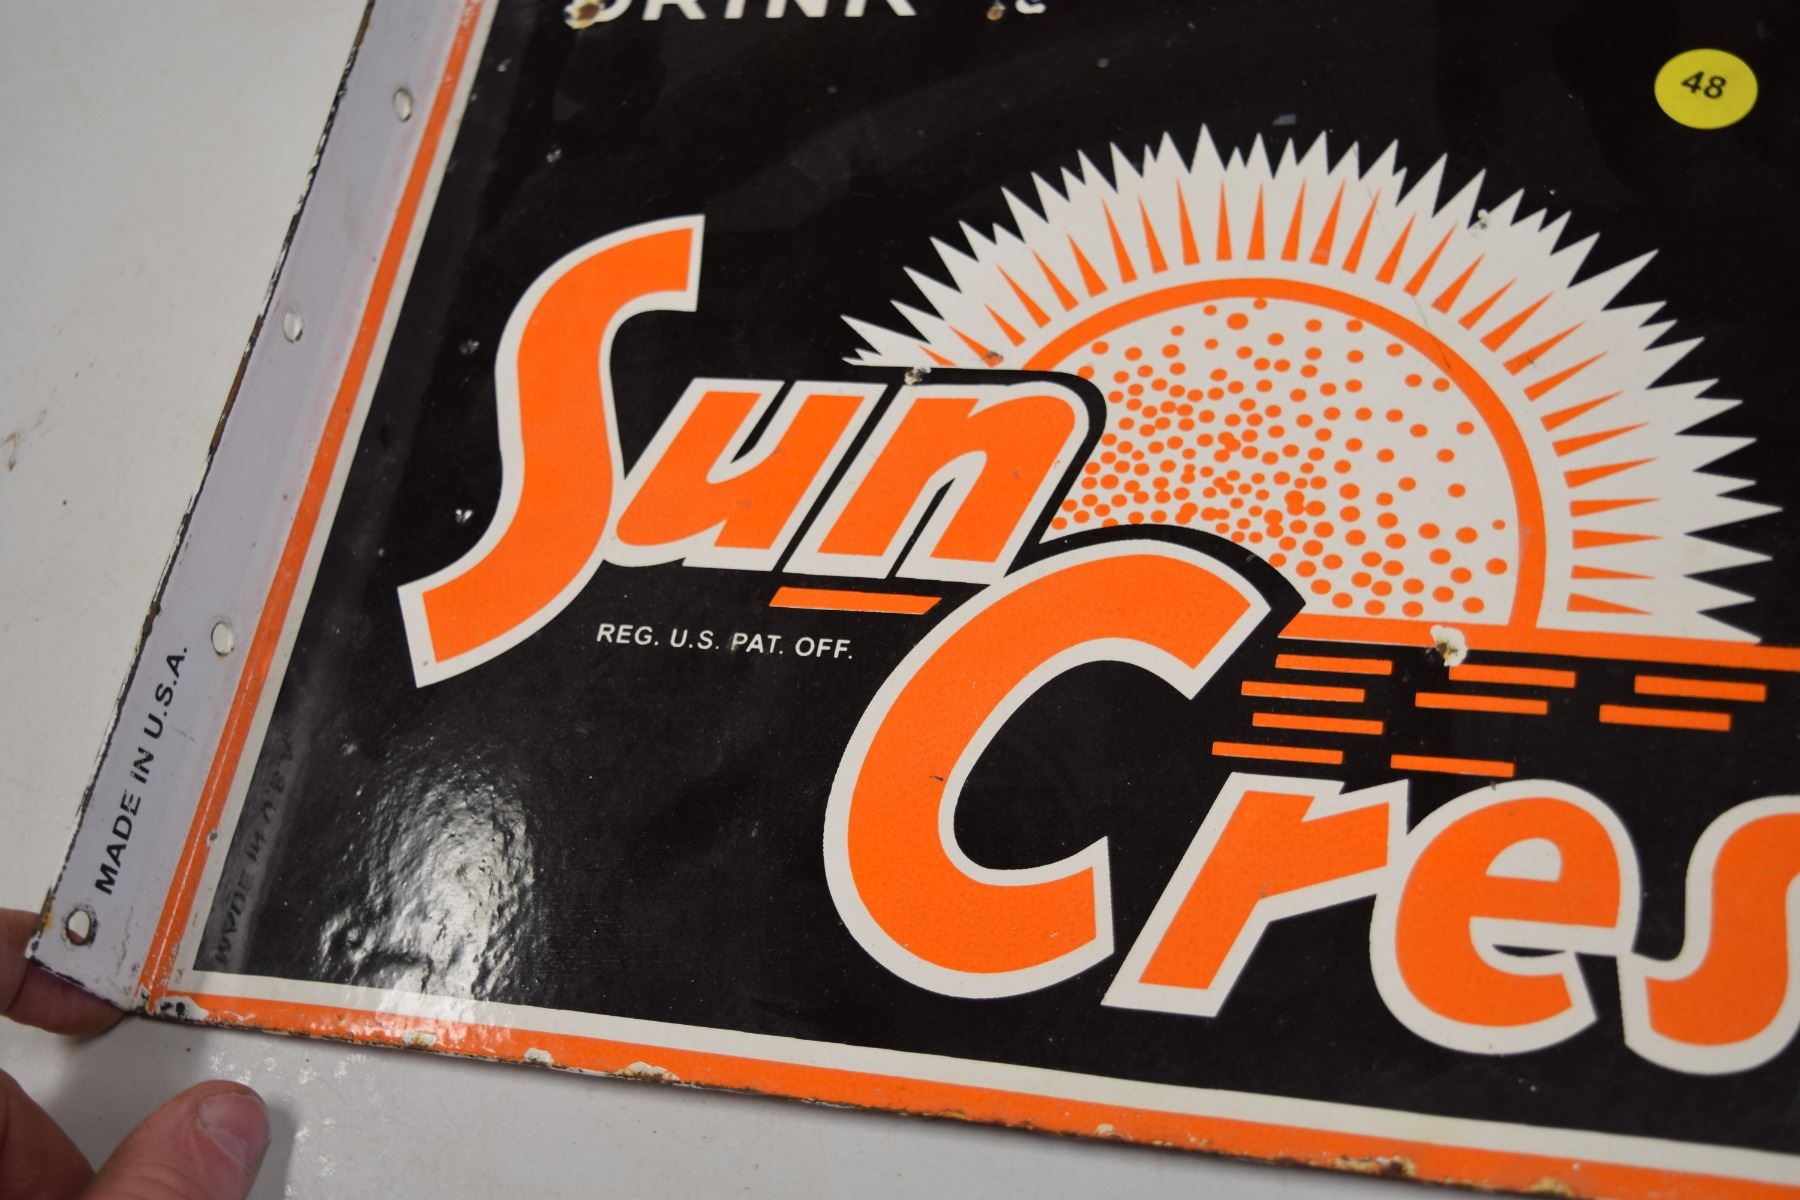 DRINK
48
Sun
REG. U.S. PAT. OFF.
Cres
MADE IN U.S.A.